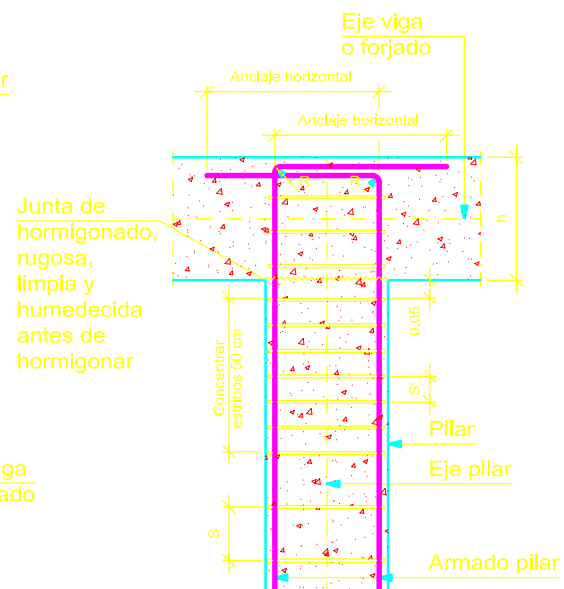 Eje viga
o forjado
r
Anclaje horizontal
Anclaje horizontal
R
R
Junta de
hormigonado,
rugosa,
limpia y
humedecida
antes de
hormigonar
h
0.05
Concentrar
estribos 50 cm
S'
Pilar
Eje pilar
iga
ado
S
Armado pilar